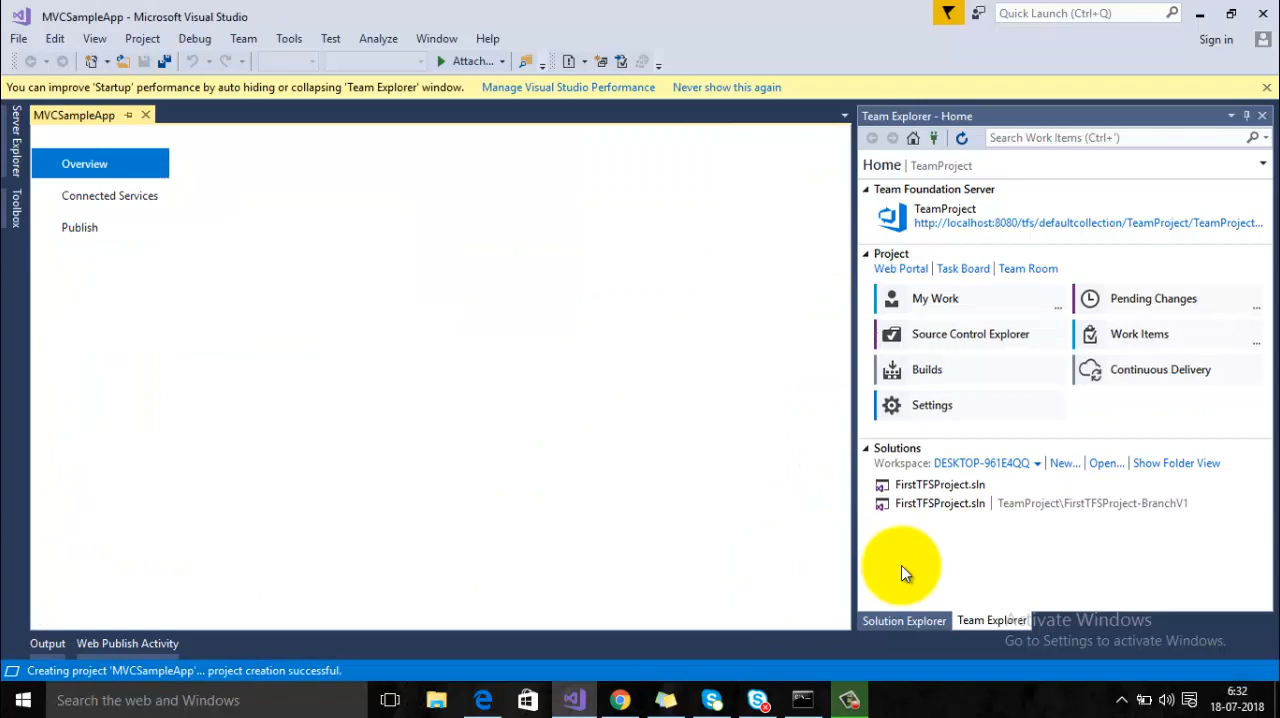 MVCSampleApp - Microsoft Visual Studio
Quick Launch (Ctrl+Q)
File Edit View Project Debug Team Tools Test Analyze Window Help
Sign in
Attach...
You can improve 'Startup' performance by auto hiding or collapsing 'Team Explorer' window. Manage Visual Studio Performance Never show this again
Server Explorer
Toolbox
MVCSampleApp
Overview
Connected Services
Publish
Team Explorer - Home
Search Work Items (Ctrl+')
Home | TeamProject
Team Foundation Server
TeamProject
http://localhost:8080/tfs/defaultcollection/TeamProject/TeamProject...
Project
Web Portal | Task Board | Team Room
My Work ...
Pending Changes ...
Source Control Explorer
Work Items ...
Builds
Continuous Delivery
Settings
Solutions
Workspace: DESKTOP-961E4QQ | New... | Open... | Show Folder View
FirstTFSProject.sln
FirstTFSProject.sln | TeamProject\FirstTFSProject-BranchV1
Solution Explorer Team Explorer
Activate Windows
Go to Settings to activate Windows.
Output Web Publish Activity
Creating project 'MVCSampleApp'... project creation successful.
Search the web and Windows
6:32
18-07-2018